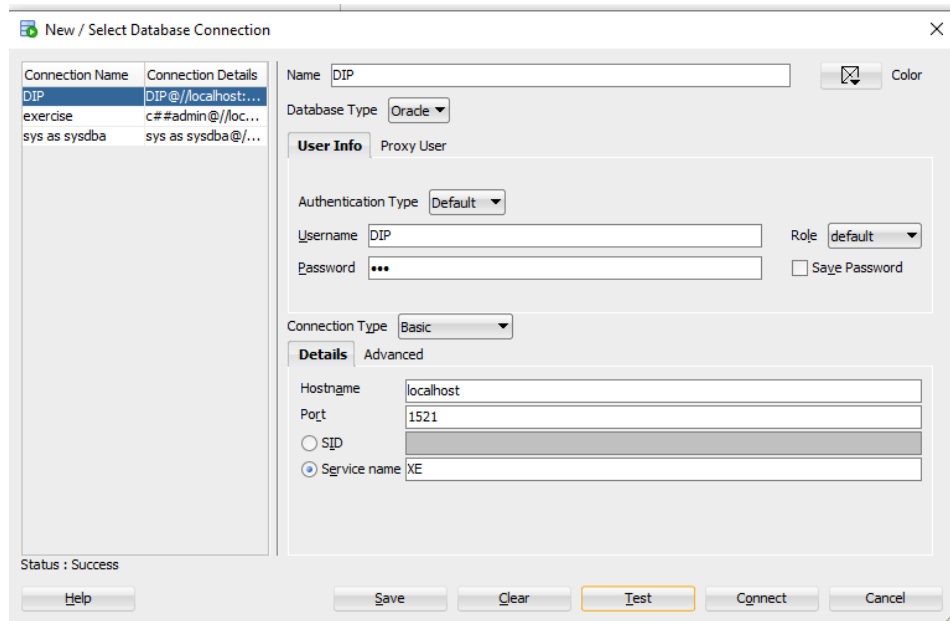 New / Select Database Connection
Connection Name Connection Details
DIP DIP@//localhost:...
exercise c##admin@//loc...
sys as sysdba sys as sysdba@/...
Name DIP Color
Database Type Oracle
User Info Proxy User
Authentication Type Default
Username DIP Role default
Password ••• Save Password
Connection Type Basic
Details Advanced
Hostname localhost
Port 1521
SID
Service name XE
Status : Success
Help Save Clear Test Connect Cancel